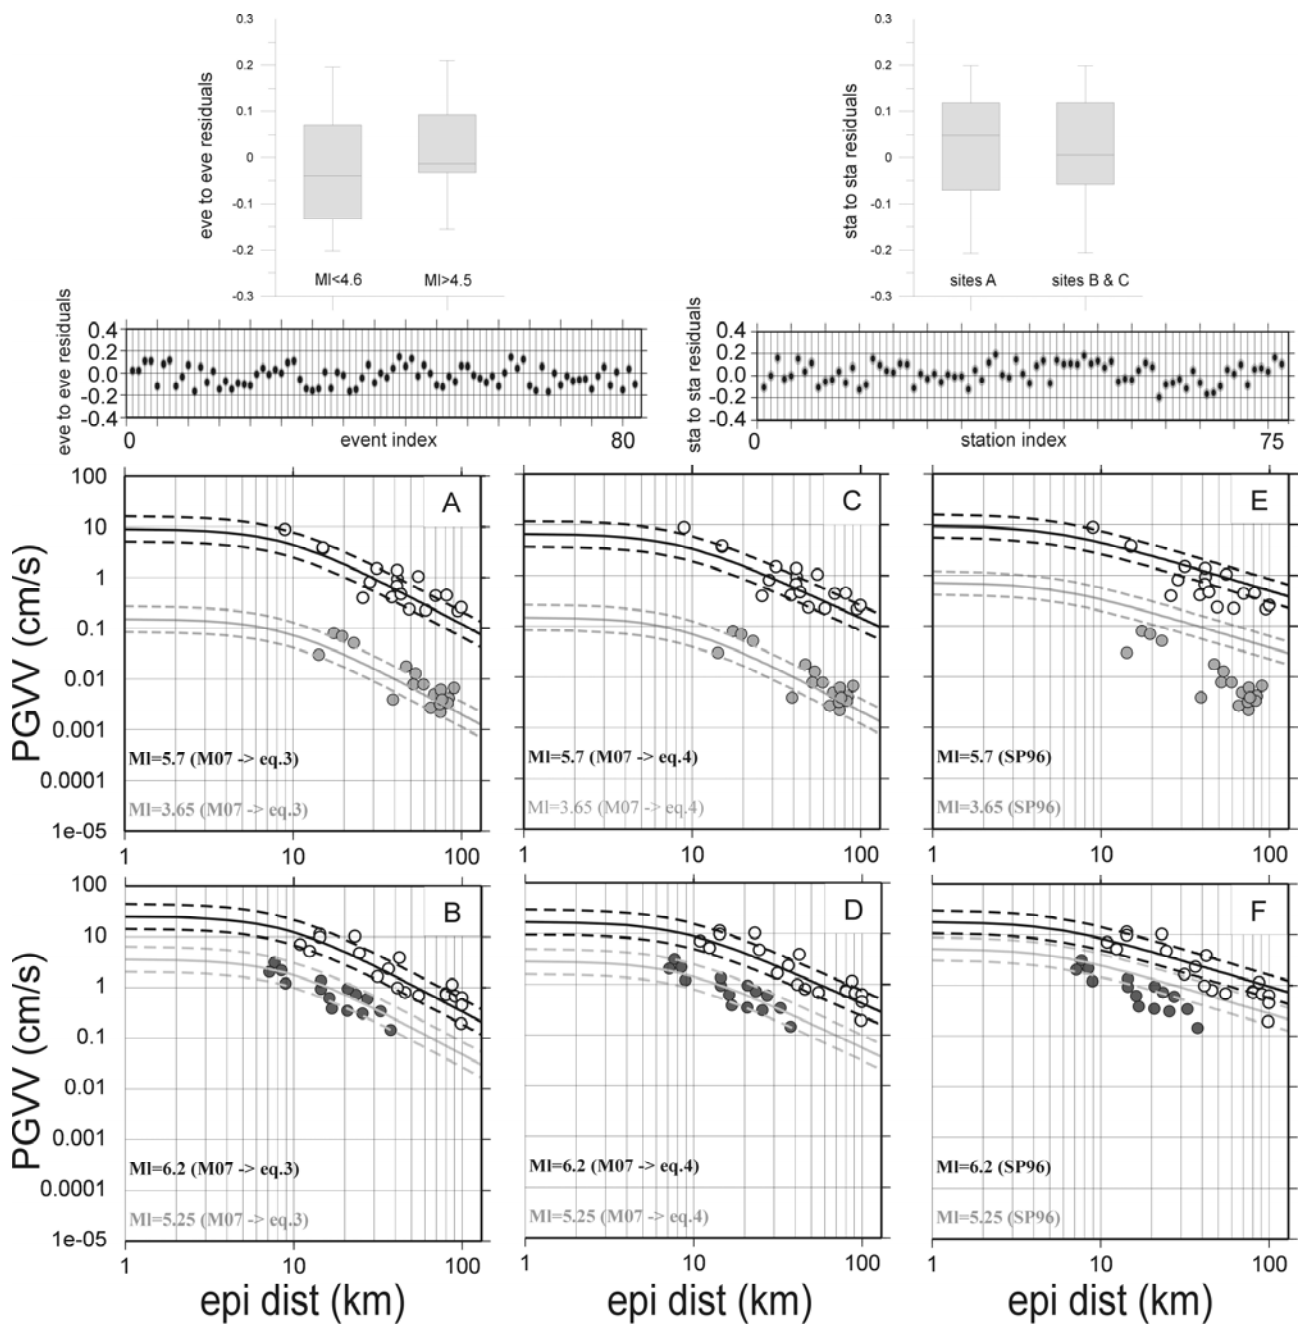 0.3
0.3
0.2
0.2
0.1
0.1
0
0
-0.1
-0.1
-0.2
-0.2
-0.3
-0.3
eve to eve residuals
sta to sta residuals
Ml<4.6
Ml>4.5
sites A
sites B & C
eve to eve residuals
0.4
0.2
0.0
-0.2
-0.4
0
event index
80
sta to sta residuals
0.4
0.2
0.0
-0.2
-0.4
0
station index
75
PGVV (cm/s)
100
10
1
0.1
0.01
0.001
0.0001
1e-05
A
Ml=5.7 (M07 -> eq.3)
Ml=3.65 (M07 -> eq.3)
1
10
100
C
Ml=5.7 (M07 -> eq.4)
Ml=3.65 (M07 -> eq.4)
1
10
100
E
Ml=5.7 (SP96)
Ml=3.65 (SP96)
1
10
100
PGVV (cm/s)
100
10
1
0.1
0.01
0.001
0.0001
1e-05
B
Ml=6.2 (M07 -> eq.3)
Ml=5.25 (M07 -> eq.3)
1
10
100
epi dist (km)
D
Ml=6.2 (M07 -> eq.4)
Ml=5.25 (M07 -> eq.4)
1
10
100
epi dist (km)
F
Ml=6.2 (SP96)
Ml=5.25 (SP96)
1
10
100
epi dist (km)